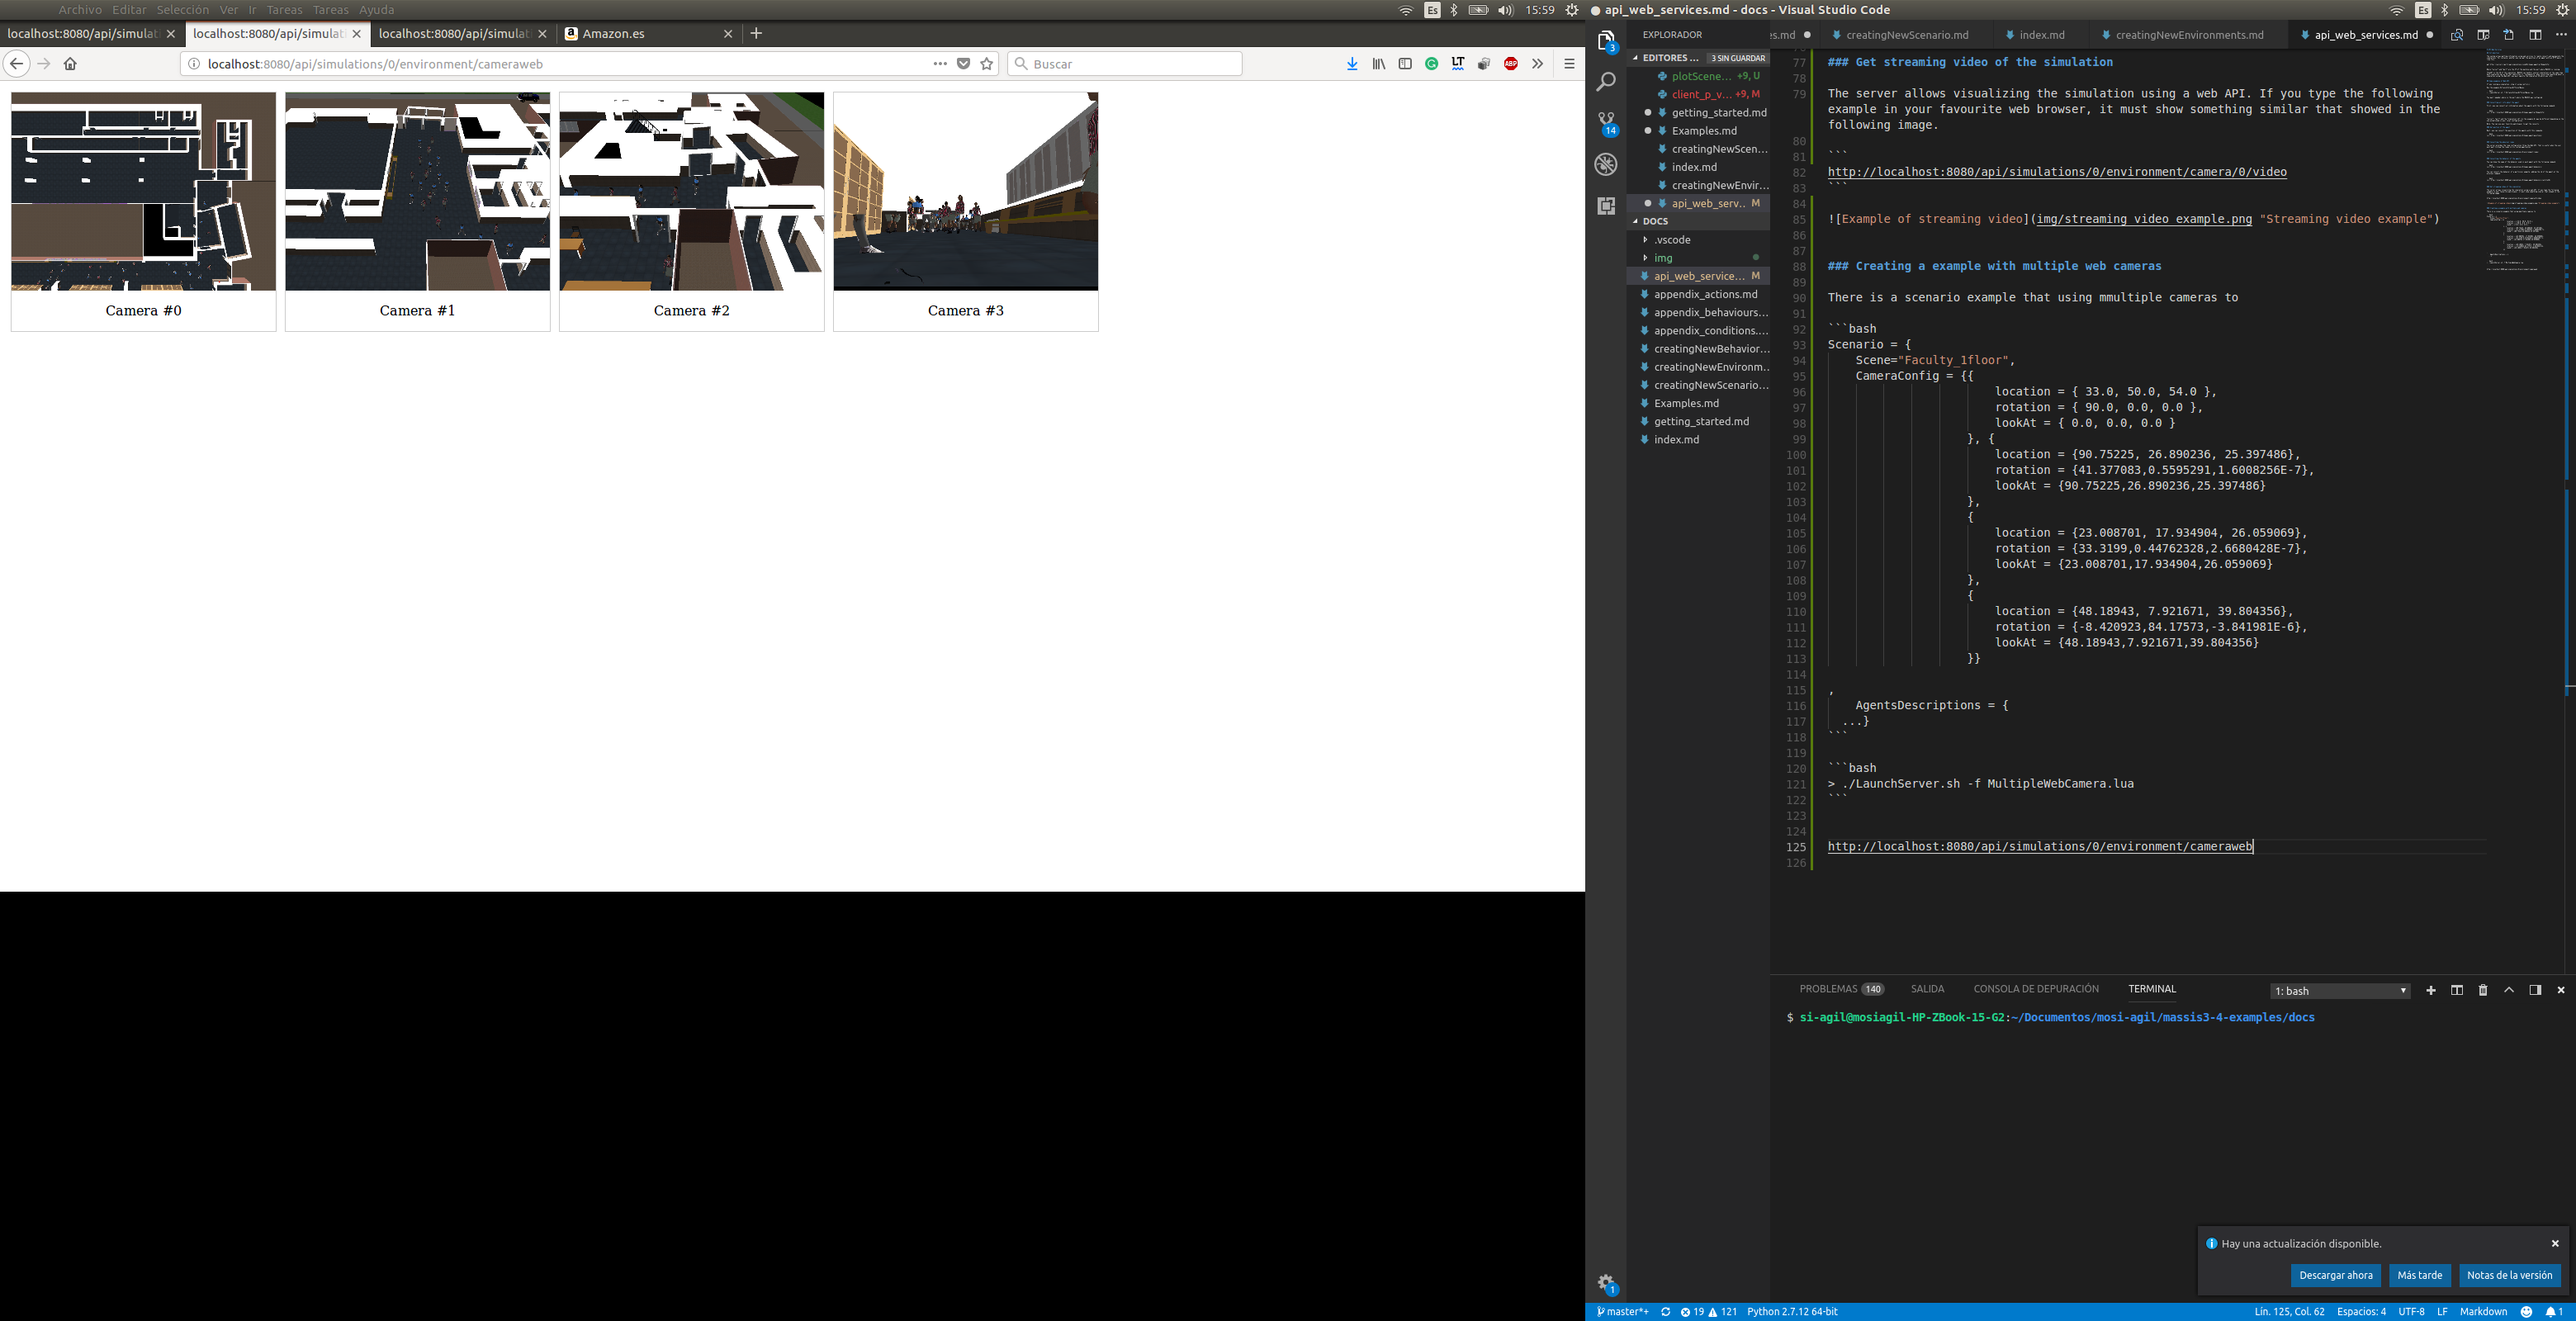 Archivo Editar Selección Ver Ir Tareas Tareas Ayuda
Es 15:59
localhost:8080/api/simulati
localhost:8080/api/simulati
localhost:8080/api/simulati
Amazon.es
localhost:8080/api/simulations/0/environment/cameraweb
Buscar
LT
ABP
Camera #0
Camera #1
Camera #2
Camera #3
api_web_services.md - docs - Visual Studio Code
Es 15:59
EXPLORADOR
3
EDITORES ... 3 SIN GUARDAR
plotScene... +9, U
client_p_v... +9, M
getting_started.md
Examples.md
14
creatingNewScen...
index.md
creatingNewEnvir...
api_web_serv... M
DOCS
.vscode
img
api_web_service... M
appendix_actions.md
appendix_behaviours...
appendix_conditions....
creatingNewBehavior...
creatingNewEnvironm...
creatingNewScenario...
Examples.md
getting_started.md
index.md
1
es.md
creatingNewScenario.md
index.md
creatingNewEnvironments.md
api_web_services.md
77 ### Get streaming video of the simulation
78
79 The server allows visualizing the simulation using a web API. If you type the following
example in your favourite web browser, it must show something similar that showed in the
following image.
80
81 ```
82 http://localhost:8080/api/simulations/0/environment/camera/0/video
83 ```
84
85 ![Example of streaming video](img/streaming_video_example.png "Streaming video example")
86
87
88 ### Creating a example with multiple web cameras
89
90 There is a scenario example that using mmultiple cameras to
91
92 ```bash
93 Scenario = {
94 Scene="Faculty_1floor",
95 CameraConfig = {{
96 location = { 33.0, 50.0, 54.0 },
97 rotation = { 90.0, 0.0, 0.0 },
98 lookAt = { 0.0, 0.0, 0.0 }
99 }, {
100 location = {90.75225, 26.890236, 25.397486},
101 rotation = {41.377083,0.5595291,1.6008256E-7},
102 lookAt = {90.75225,26.890236,25.397486}
103 },
104 {
105 location = {23.008701, 17.934904, 26.059069},
106 rotation = {33.3199,0.44762328,2.6680428E-7},
107 lookAt = {23.008701,17.934904,26.059069}
108 },
109 {
110 location = {48.18943, 7.921671, 39.804356},
111 rotation = {-8.420923,84.17573,-3.841981E-6},
112 lookAt = {48.18943,7.921671,39.804356}
113 }}
114
115 ,
116 AgentsDescriptions = {
117 ...}
118 ```
119
120 ```bash
121 > ./LaunchServer.sh -f MultipleWebCamera.lua
122 ```
123
124
125 http://localhost:8080/api/simulations/0/environment/cameraweb
126
PROBLEMAS 140 SALIDA CONSOLA DE DEPURACIÓN TERMINAL 1: bash
$ si-agil@mosiagil-HP-ZBook-15-G2:~/Documentos/mosi-agil/massis3-4-examples/docs
Hay una actualización disponible.
Descargar ahora Más tarde Notas de la versión
master*+ 19 121 Python 2.7.12 64-bit Lín. 125, Col. 62 Espacios: 4 UTF-8 LF Markdown 1